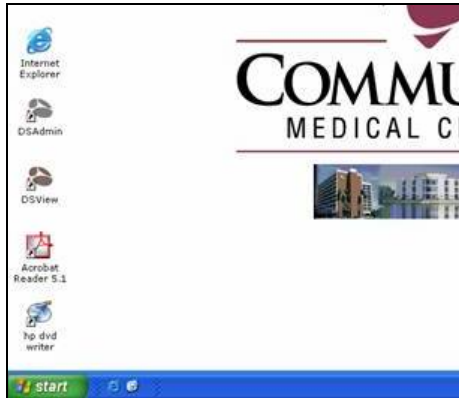 Internet
Explorer
DSAdmin
DSView
Acrobat
Reader 5.1
hp dvd
writer
COMMU
MEDICAL C
start